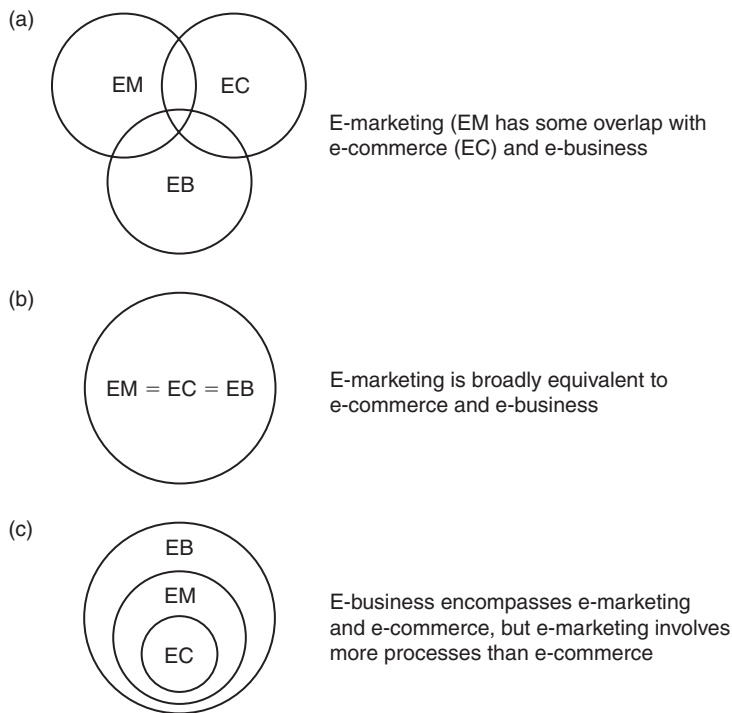 (a)
EM
EC
EB
E-marketing (EM has some overlap with
e-commerce (EC) and e-business
(b)
EM = EC = EB
E-marketing is broadly equivalent to
e-commerce and e-business
(c)
EB
EM
EC
E-business encompasses e-marketing
and e-commerce, but e-marketing involves
more processes than e-commerce